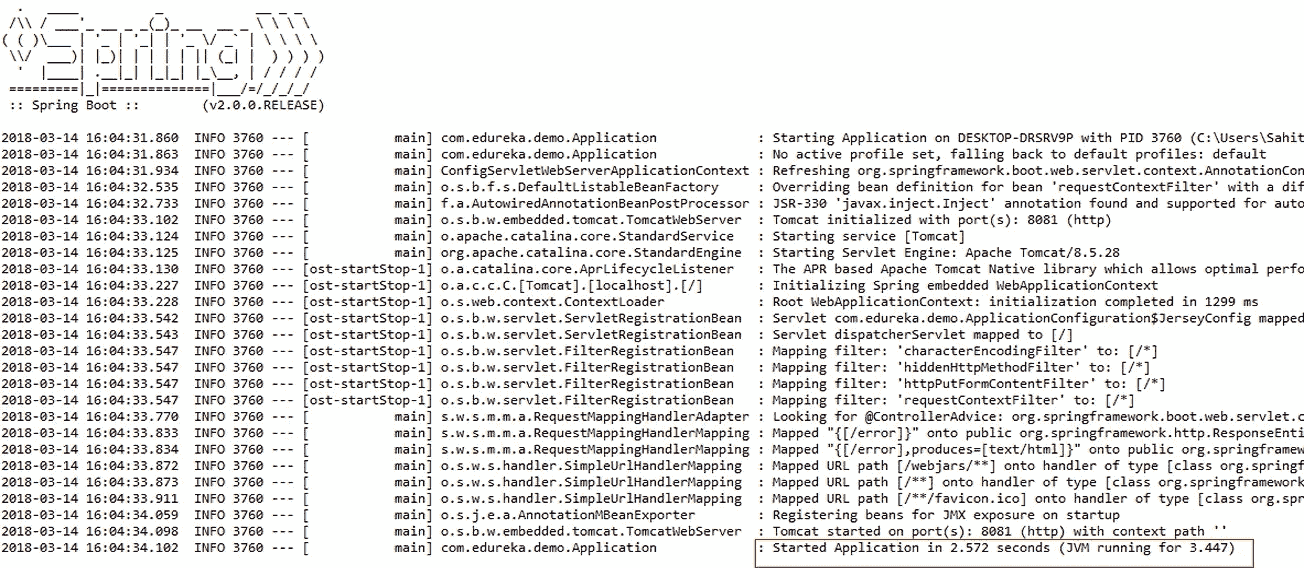 :: Spring Boot ::        (v2.0.0.RELEASE)
2018-03-14 16:04:31.860  INFO 3760 --- [           main] com.edureka.demo.Application             : Starting Application on DESKTOP-DRSRV9P with PID 3760 (C:\Users\Sahit
2018-03-14 16:04:31.863  INFO 3760 --- [           main] com.edureka.demo.Application             : No active profile set, falling back to default profiles: default
2018-03-14 16:04:31.934  INFO 3760 --- [           main] ConfigServletWebServerApplicationContext : Refreshing org.springframework.boot.web.servlet.context.AnnotationCon
2018-03-14 16:04:32.535  INFO 3760 --- [           main] o.s.b.f.s.DefaultListableBeanFactory     : Overriding bean definition for bean 'requestContextFilter' with a dif
2018-03-14 16:04:32.733  INFO 3760 --- [           main] f.a.AutowiredAnnotationBeanPostProcessor : JSR-330 'javax.inject.Inject' annotation found and supported for auto
2018-03-14 16:04:33.102  INFO 3760 --- [           main] o.s.b.w.embedded.tomcat.TomcatWebServer  : Tomcat initialized with port(s): 8081 (http)
2018-03-14 16:04:33.124  INFO 3760 --- [           main] o.apache.catalina.core.StandardService   : Starting service [Tomcat]
2018-03-14 16:04:33.125  INFO 3760 --- [           main] org.apache.catalina.core.StandardEngine  : Starting Servlet Engine: Apache Tomcat/8.5.28
2018-03-14 16:04:33.130  INFO 3760 --- [ost-startStop-1] o.a.catalina.core.AprLifecycleListener   : The APR based Apache Tomcat Native library which allows optimal perfo
2018-03-14 16:04:33.227  INFO 3760 --- [ost-startStop-1] o.a.c.c.C.[Tomcat].[localhost].[/]       : Initializing Spring embedded WebApplicationContext
2018-03-14 16:04:33.228  INFO 3760 --- [ost-startStop-1] o.s.web.context.ContextLoader            : Root WebApplicationContext: initialization completed in 1299 ms
2018-03-14 16:04:33.542  INFO 3760 --- [ost-startStop-1] o.s.b.w.servlet.ServletRegistrationBean  : Servlet com.edureka.demo.ApplicationConfiguration$JerseyConfig mapped
2018-03-14 16:04:33.543  INFO 3760 --- [ost-startStop-1] o.s.b.w.servlet.ServletRegistrationBean  : Servlet dispatcherServlet mapped to [/]
2018-03-14 16:04:33.547  INFO 3760 --- [ost-startStop-1] o.s.b.w.servlet.FilterRegistrationBean   : Mapping filter: 'characterEncodingFilter' to: [/*]
2018-03-14 16:04:33.547  INFO 3760 --- [ost-startStop-1] o.s.b.w.servlet.FilterRegistrationBean   : Mapping filter: 'hiddenHttpMethodFilter' to: [/*]
2018-03-14 16:04:33.547  INFO 3760 --- [ost-startStop-1] o.s.b.w.servlet.FilterRegistrationBean   : Mapping filter: 'httpPutFormContentFilter' to: [/*]
2018-03-14 16:04:33.547  INFO 3760 --- [ost-startStop-1] o.s.b.w.servlet.FilterRegistrationBean   : Mapping filter: 'requestContextFilter' to: [/*]
2018-03-14 16:04:33.770  INFO 3760 --- [           main] s.w.s.m.m.a.RequestMappingHandlerAdapter : Looking for @ControllerAdvice: org.springframework.boot.web.servlet.c
2018-03-14 16:04:33.833  INFO 3760 --- [           main] s.w.s.m.m.a.RequestMappingHandlerMapping : Mapped "{[/error]}" onto public org.springframework.http.ResponseEnti
2018-03-14 16:04:33.834  INFO 3760 --- [           main] s.w.s.m.m.a.RequestMappingHandlerMapping : Mapped "{[/error],produces=[text/html]}" onto public org.springframew
2018-03-14 16:04:33.872  INFO 3760 --- [           main] o.s.w.s.handler.SimpleUrlHandlerMapping  : Mapped URL path [/webjars/**] onto handler of type [class org.springf
2018-03-14 16:04:33.873  INFO 3760 --- [           main] o.s.w.s.handler.SimpleUrlHandlerMapping  : Mapped URL path [/**] onto handler of type [class org.springframework
2018-03-14 16:04:33.911  INFO 3760 --- [           main] o.s.w.s.handler.SimpleUrlHandlerMapping  : Mapped URL path [/**/favicon.ico] onto handler of type [class org.spr
2018-03-14 16:04:34.059  INFO 3760 --- [           main] o.s.j.e.a.AnnotationMBeanExporter        : Registering beans for JMX exposure on startup
2018-03-14 16:04:34.098  INFO 3760 --- [           main] o.s.b.w.embedded.tomcat.TomcatWebServer  : Tomcat started on port(s): 8081 (http) with context path ''
2018-03-14 16:04:34.102  INFO 3760 --- [           main] com.edureka.demo.Application             : Started Application in 2.572 seconds (JVM running for 3.447)